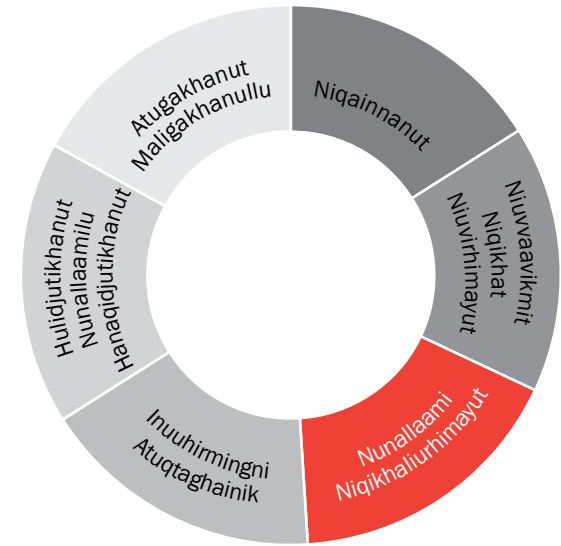 Niqainnanut
Niuvvaavikmit
Niqikhat
Niuvirhimayut
Nunallaami
Niqikhaliurhimayut
Inuuhirmingni
Atuqtaghainik
Hulidjutikhanut
Nunallaamilu
Hanaqidjutikhanut
Atugakhanut
Maligakhanullu